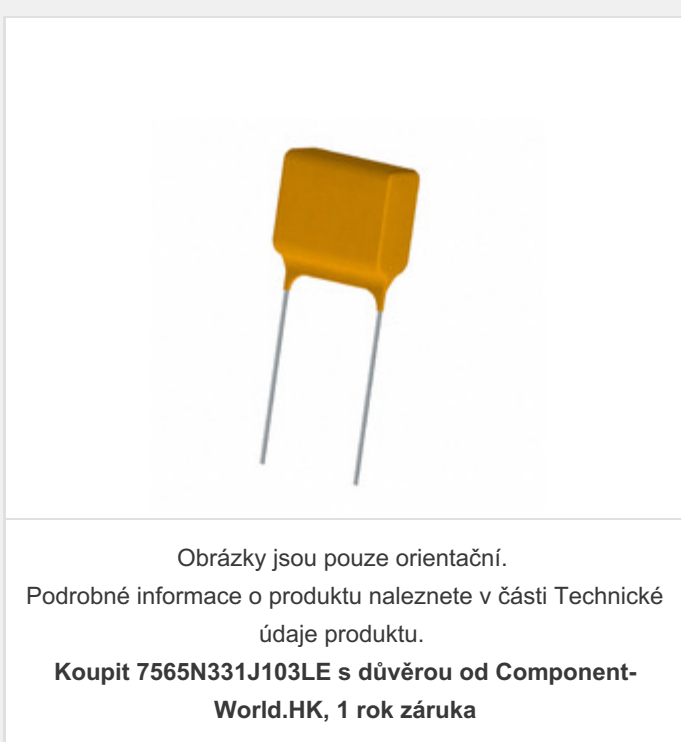 Obrázky jsou pouze orientační.
Podrobné informace o produktu naleznete v části Technické
údaje produktu.
Koupit 7565N331J103LE s důvěrou od Component-
World.HK, 1 rok záruka